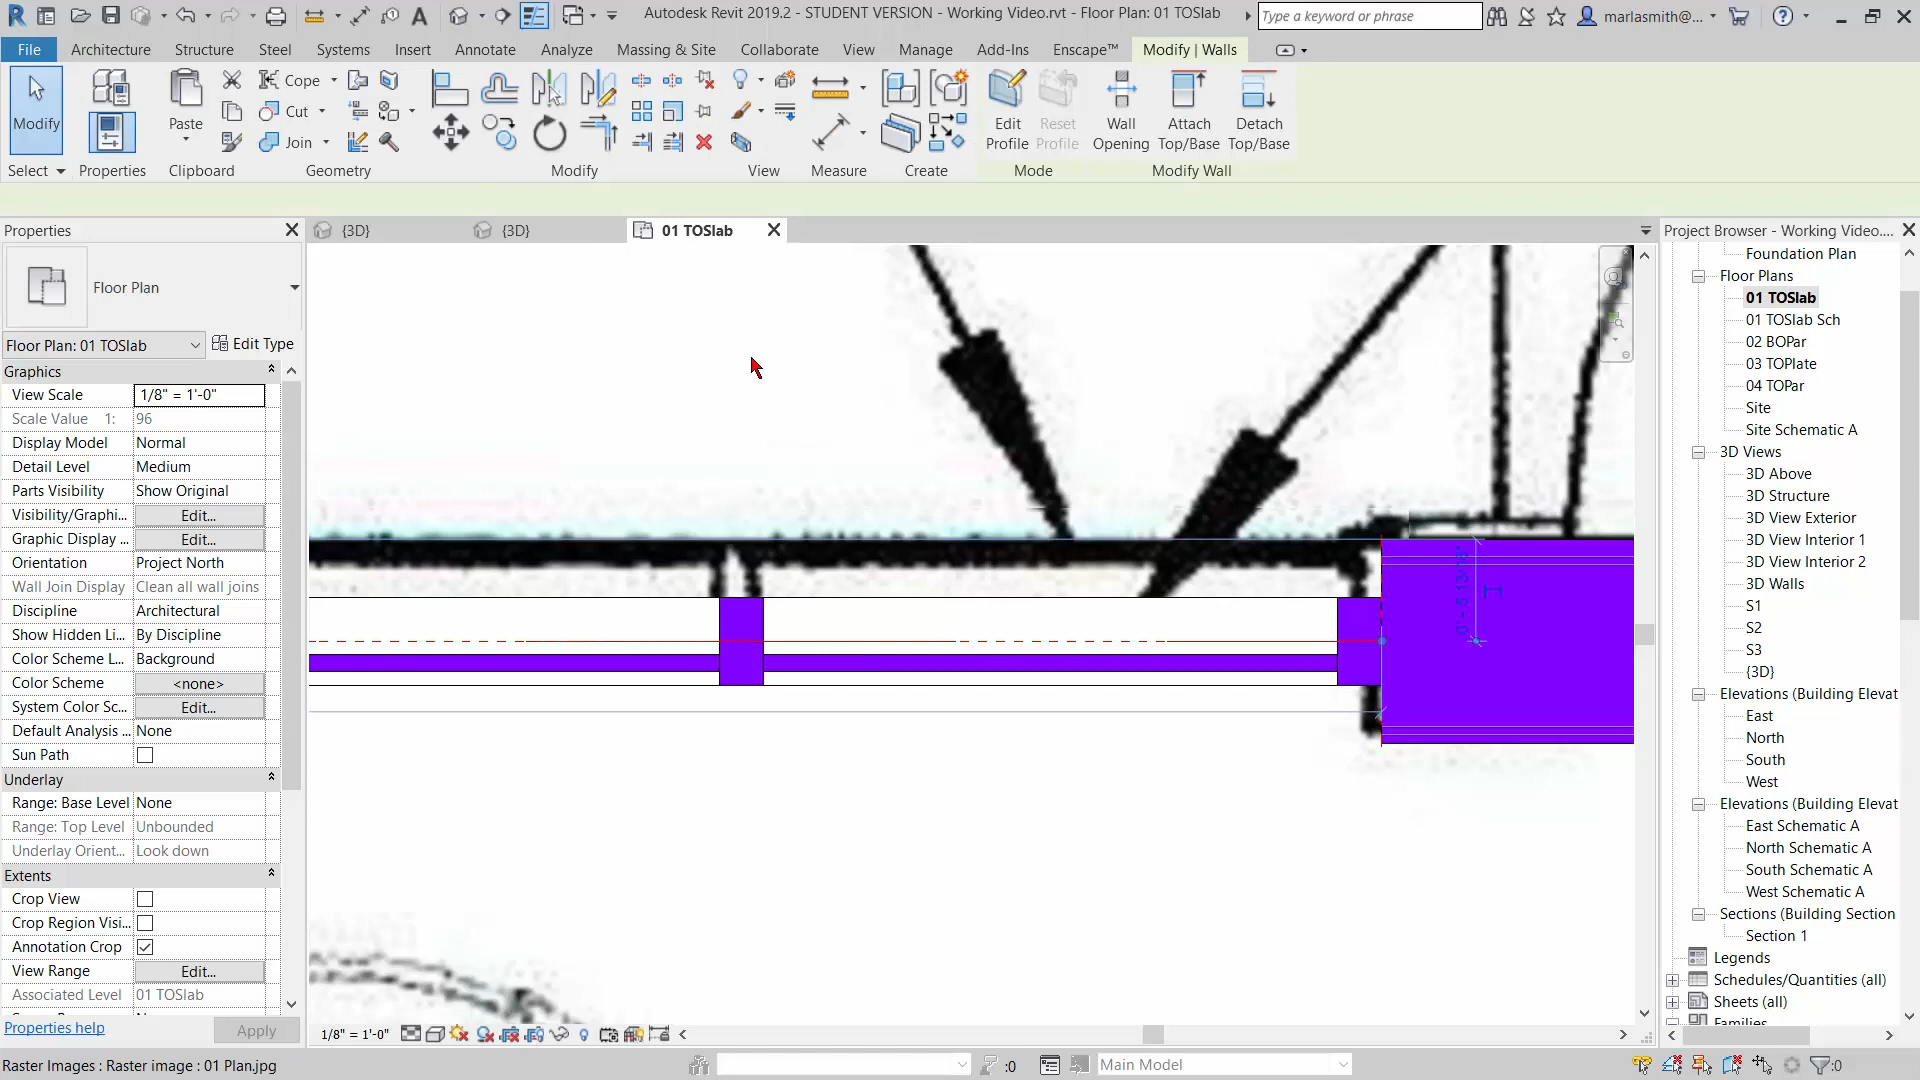 Autodesk Revit 2019.2 - STUDENT VERSION - Working Video.rvt - Floor Plan: 01 TOSlab
Type a keyword or phrase
marlasmith@...
File
Architecture
Structure
Steel
Systems
Insert
Annotate
Analyze
Massing & Site
Collaborate
View
Manage
Add-Ins
Enscape™
Modify | Walls
Modify
Paste
Cope
Cut
Join
Edit Profile
Reset Profile
Wall Opening
Attach Top/Base
Detach Top/Base
Select
Properties
Clipboard
Geometry
Modify
View
Measure
Create
Mode
Modify Wall
Properties
{3D}
{3D}
01 TOSlab
Project Browser - Working Video....
Floor Plan
Floor Plan: 01 TOSlab
Edit Type
Graphics
View Scale 1/8" = 1'-0"
Scale Value 1: 96
Display Model Normal
Detail Level Medium
Parts Visibility Show Original
Visibility/Graphi... Edit...
Graphic Display ... Edit...
Orientation Project North
Wall Join Display Clean all wall joins
Discipline Architectural
Show Hidden Li... By Discipline
Color Scheme L... Background
Color Scheme <none>
System Color Sc... Edit...
Default Analysis ... None
Sun Path
Underlay
Range: Base Level None
Range: Top Level Unbounded
Underlay Orient... Look down
Extents
Crop View
Crop Region Visi...
Annotation Crop
View Range Edit...
Associated Level 01 TOSlab
Properties help
Apply
0' - 5 13/16"
Foundation Plan
Floor Plans
01 TOSlab
01 TOSlab Sch
02 BOPar
03 TOPlate
04 TOPar
Site
Site Schematic A
3D Views
3D Above
3D Structure
3D View Exterior
3D View Interior 1
3D View Interior 2
3D Walls
S1
S2
S3
{3D}
Elevations (Building Elevat
East
North
South
West
Elevations (Building Elevat
East Schematic A
North Schematic A
South Schematic A
West Schematic A
Sections (Building Section
Section 1
Legends
Schedules/Quantities (all)
Sheets (all)
Families
1/8" = 1'-0"
Raster Images : Raster image : 01 Plan.jpg
:0
Main Model
:0